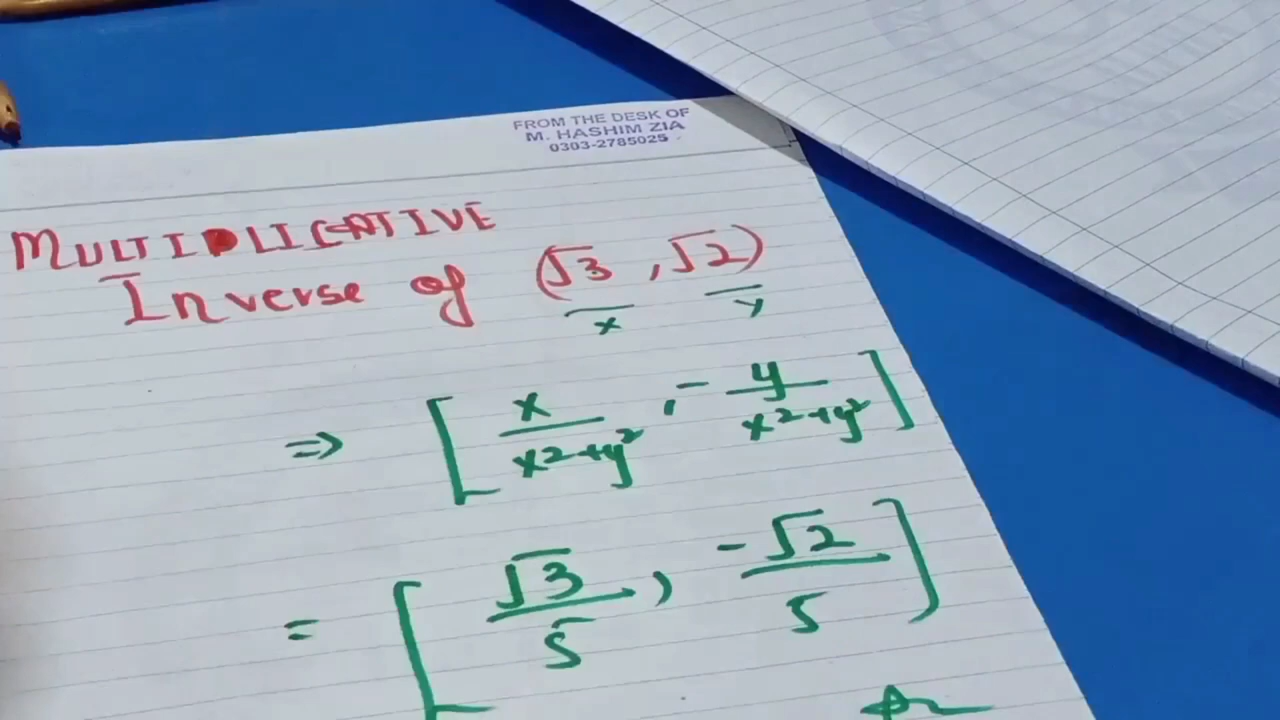 FROM THE DESK OF
M. HASHIM ZIA
0303-2785025
MULTIPLICATIVE
Inverse of (√3 , √2)
x y
⇒ [x/(x²+y²) , -y/(x²+y²)]
= [√3/5 , -√2/5]